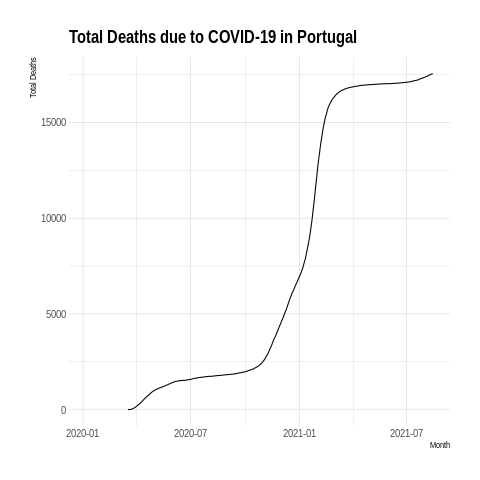 Total Deaths due to COVID-19 in Portugal
Total Deaths
15000
10000
5000
0
2020-01 2020-07 2021-01 2021-07
Month